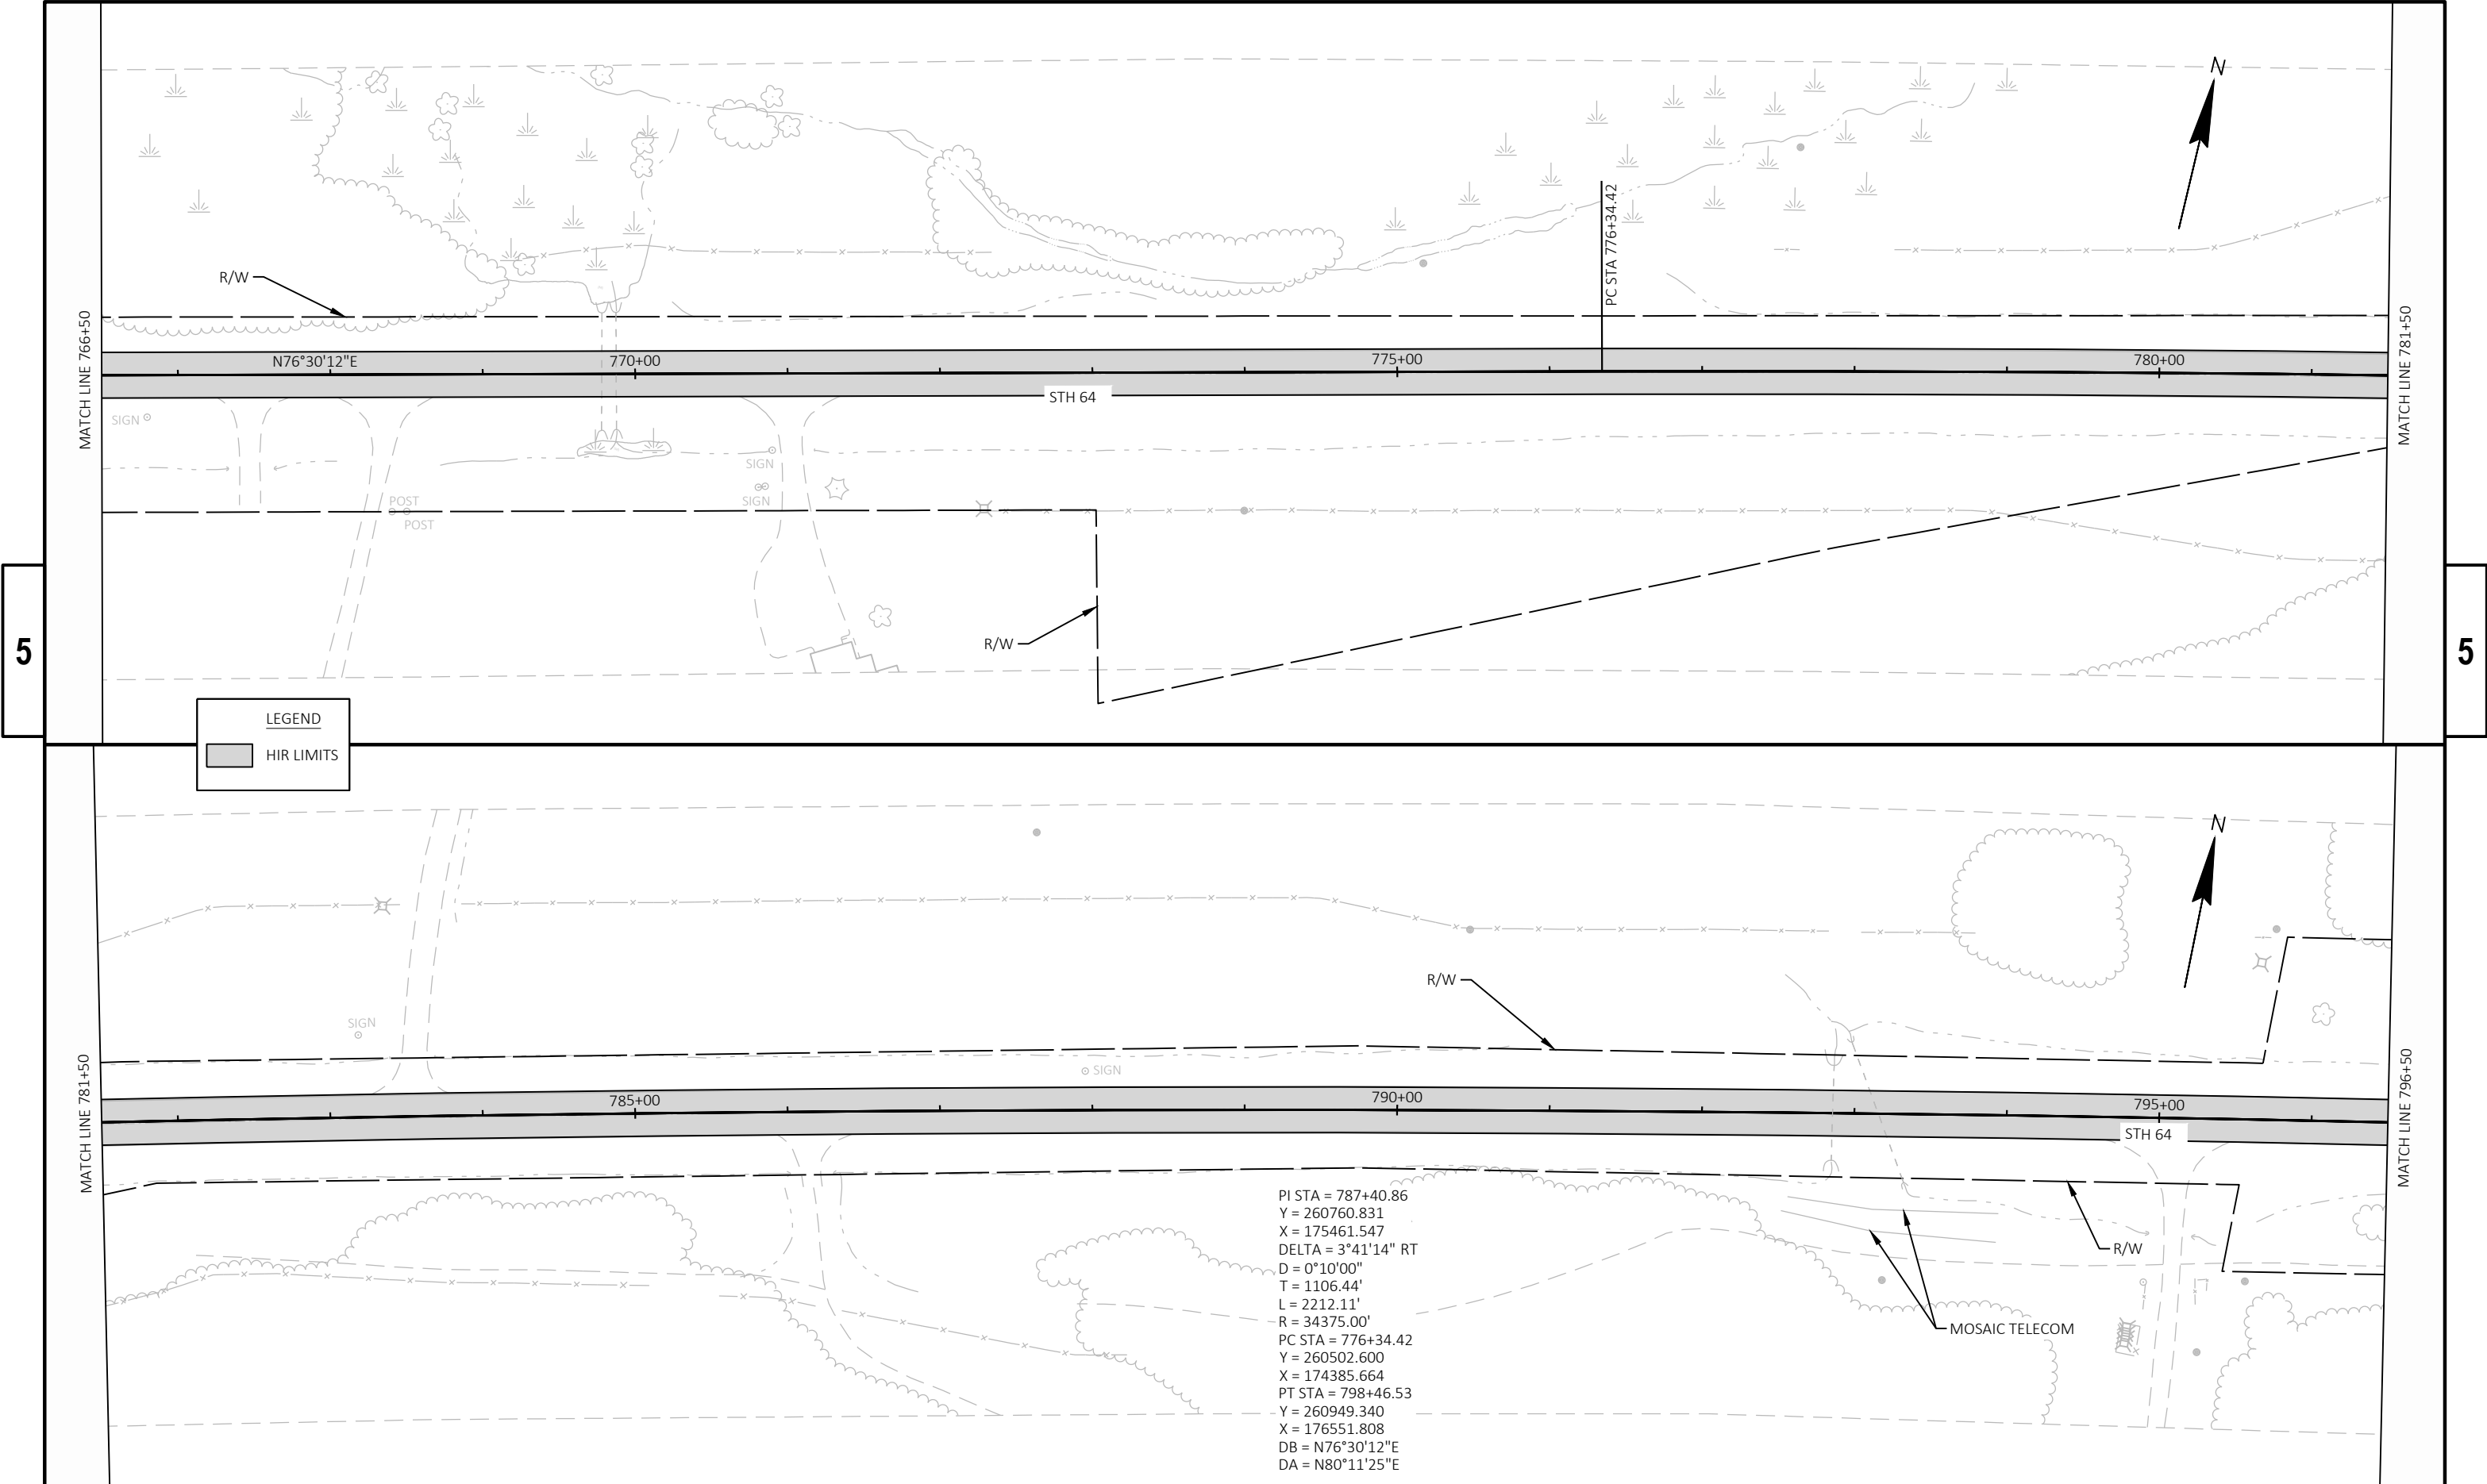 N
PC STA 776+34.42
R/W
MATCH LINE 766+50
MATCH LINE 781+50
N76°30'12"E
770+00
775+00
780+00
STH 64
SIGN
SIGN
SIGN
POST
POST
R/W
5
5
LEGEND
HIR LIMITS
N
R/W
SIGN
SIGN
MATCH LINE 781+50
MATCH LINE 796+50
785+00
790+00
795+00
STH 64
PI STA = 787+40.86
Y = 260760.831
X = 175461.547
DELTA = 3°41'14" RT
D = 0°10'00"
T = 1106.44'
L = 2212.11'
R = 34375.00'
PC STA = 776+34.42
Y = 260502.600
X = 174385.664
PT STA = 798+46.53
Y = 260949.340
X = 176551.808
DB = N76°30'12"E
DA = N80°11'25"E
R/W
MOSAIC TELECOM